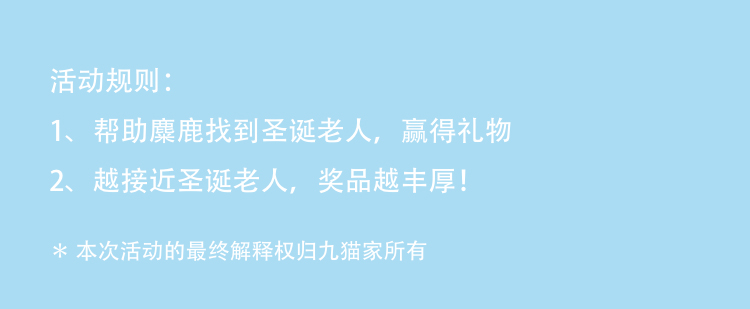 活动规则：
1、帮助麋鹿找到圣诞老人，赢得礼物
2、越接近圣诞老人，奖品越丰厚！
＊ 本次活动的最终解释权归九猫家所有